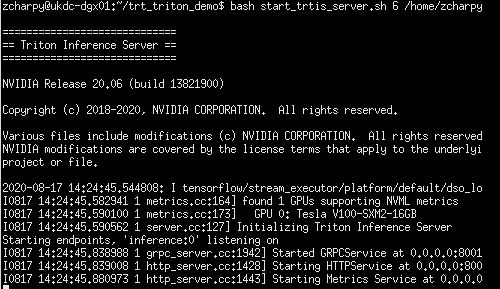 zcharpy@ukdc-dgx01:~/trt_triton_demo$ bash start_trtis_server.sh 6 /home/zcharpy
=============================
== Triton Inference Server ==
=============================
NVIDIA Release 20.06 (build 13821900)
Copyright (c) 2018-2020, NVIDIA CORPORATION.  All rights reserved.
Various files include modifications (c) NVIDIA CORPORATION.  All rights reserved
NVIDIA modifications are covered by the license terms that apply to the underlyi
project or file.
2020-08-17 14:24:45.544808: I tensorflow/stream_executor/platform/default/dso_lo
I0817 14:24:45.582941 1 metrics.cc:164] found 1 GPUs supporting NVML metrics
I0817 14:24:45.590100 1 metrics.cc:173]   GPU 0: Tesla V100-SXM2-16GB
I0817 14:24:45.590562 1 server.cc:127] Initializing Triton Inference Server
Starting endpoints, 'inference:0' listening on
I0817 14:24:45.838988 1 grpc_server.cc:1942] Started GRPCService at 0.0.0.0:8001
I0817 14:24:45.839008 1 http_server.cc:1428] Starting HTTPService at 0.0.0.0:800
I0817 14:24:45.880973 1 http_server.cc:1443] Starting Metrics Service at 0.0.0.0